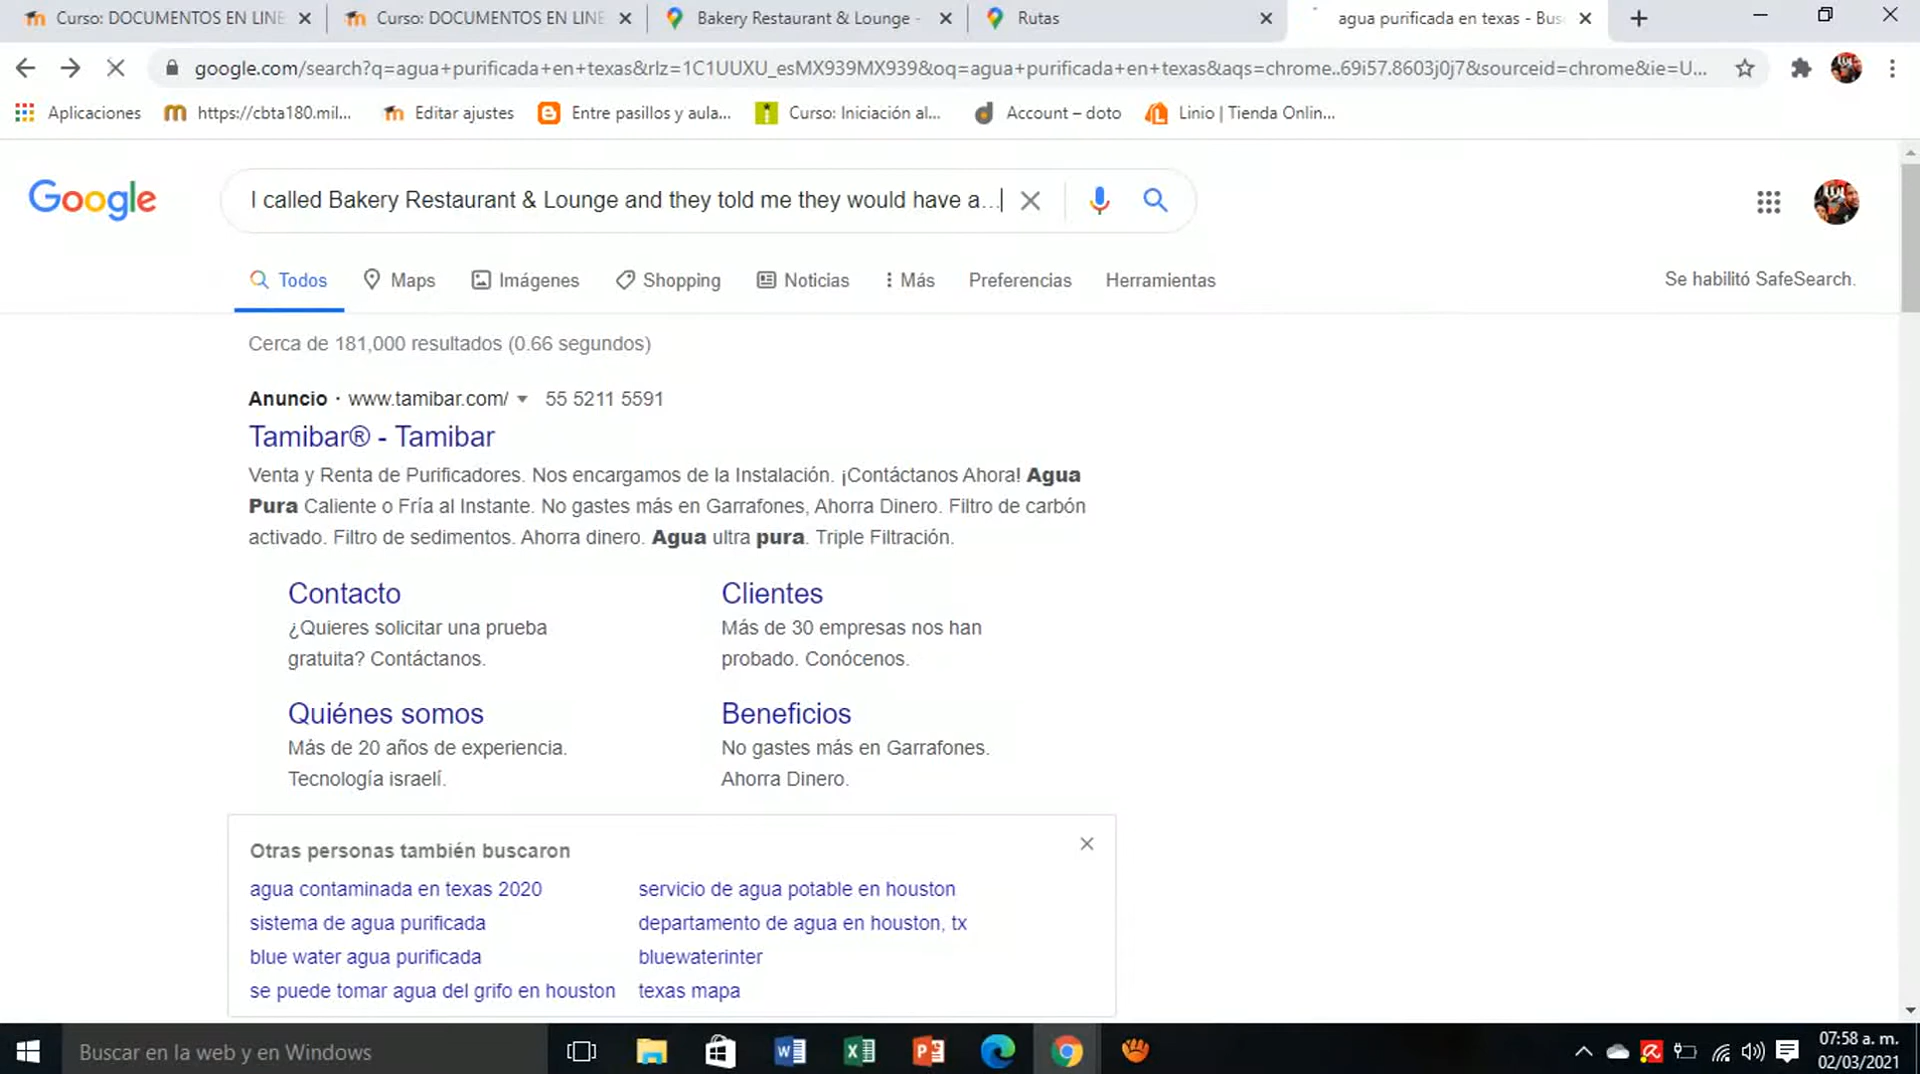 Curso: DOCUMENTOS EN LINE
Curso: DOCUMENTOS EN LINE
Bakery Restaurant & Lounge -
Rutas
agua purificada en texas - Bus
google.com/search?q=agua+purificada+en+texas&rlz=1C1UUXU_esMX939MX939&oq=agua+purificada+en+texas&aqs=chrome..69i57.8603j0j7&sourceid=chrome&ie=U...
Aplicaciones
https://cbta180.mil...
Editar ajustes
Entre pasillos y aula...
Curso: Iniciación al...
Account – doto
Linio | Tienda Onlin...
Google
I called Bakery Restaurant & Lounge and they told me they would have a...
Todos
Maps
Imágenes
Shopping
Noticias
Más
Preferencias
Herramientas
Se habilitó SafeSearch.
Cerca de 181,000 resultados (0.66 segundos)
Anuncio · www.tamibar.com/ 55 5211 5591
Tamibar® - Tamibar
Venta y Renta de Purificadores. Nos encargamos de la Instalación. ¡Contáctanos Ahora! Agua
Pura Caliente o Fría al Instante. No gastes más en Garrafones, Ahorra Dinero. Filtro de carbón
activado. Filtro de sedimentos. Ahorra dinero. Agua ultra pura. Triple Filtración.
Contacto
¿Quieres solicitar una prueba
gratuita? Contáctanos.
Clientes
Más de 30 empresas nos han
probado. Conócenos.
Quiénes somos
Más de 20 años de experiencia.
Tecnología israelí.
Beneficios
No gastes más en Garrafones.
Ahorra Dinero.
Otras personas también buscaron
agua contaminada en texas 2020
sistema de agua purificada
blue water agua purificada
se puede tomar agua del grifo en houston
servicio de agua potable en houston
departamento de agua en houston, tx
bluewaterinter
texas mapa
Buscar en la web y en Windows
07:58 a. m.
02/03/2021